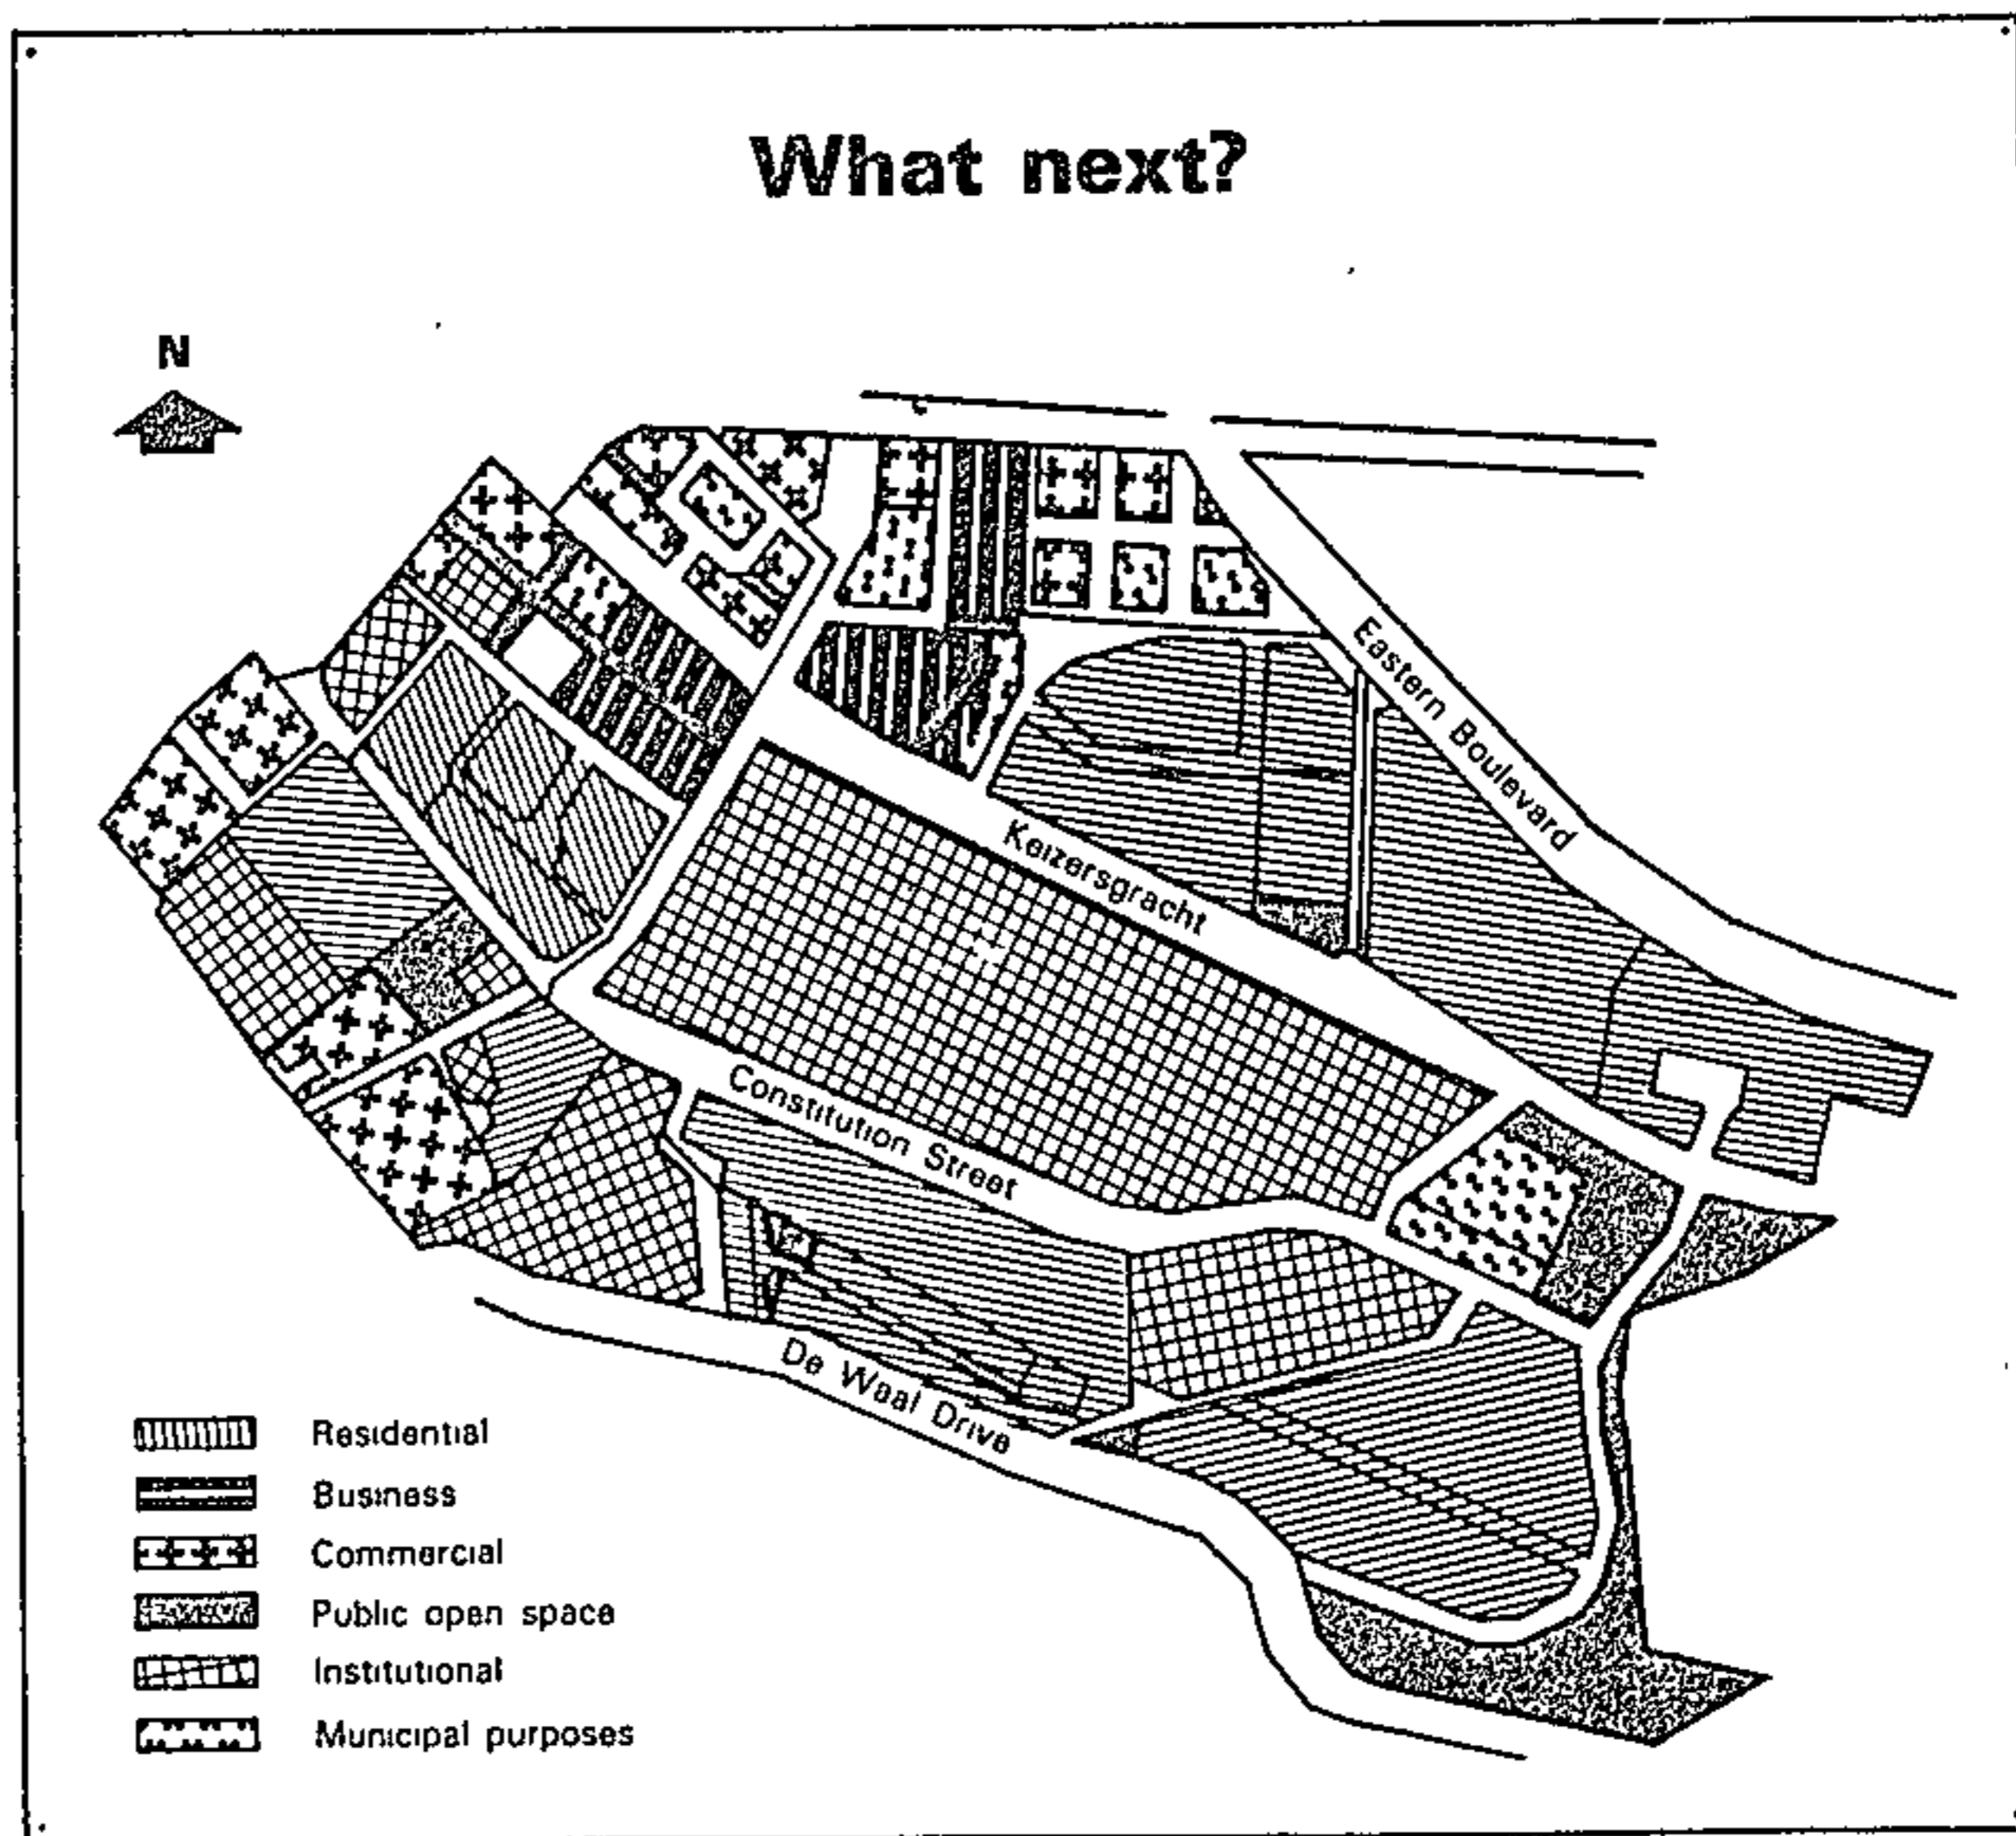 What next?
N
Eastern Boulevard
Keizersgracht
Constitution Street
De Waal Drive
Residential
Business
Commercial
Public open space
Institutional
Municipal purposes